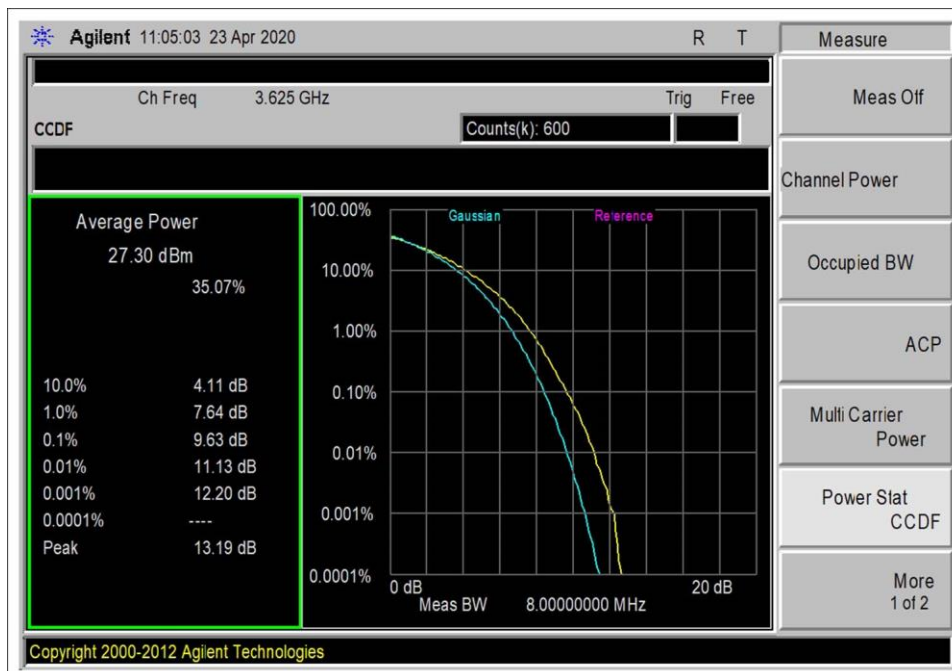 Agilent 11:05:03 23 Apr 2020 R T
Ch Freq 3.625 GHz Trig Free
CCDF Counts(k): 600
Average Power
27.30 dBm
35.07%
10.0% 4.11 dB
1.0% 7.64 dB
0.1% 9.63 dB
0.01% 11.13 dB
0.001% 12.20 dB
0.0001% ----
Peak 13.19 dB
Gaussian Reference
100.00%
10.00%
1.00%
0.10%
0.01%
0.001%
0.0001%
0 dB 20 dB
Meas BW 8.00000000 MHz
Measure
Meas Off
Channel Power
Occupied BW
ACP
Multi Carrier
Power
Power Stat
CCDF
More
1 of 2
Copyright 2000-2012 Agilent Technologies